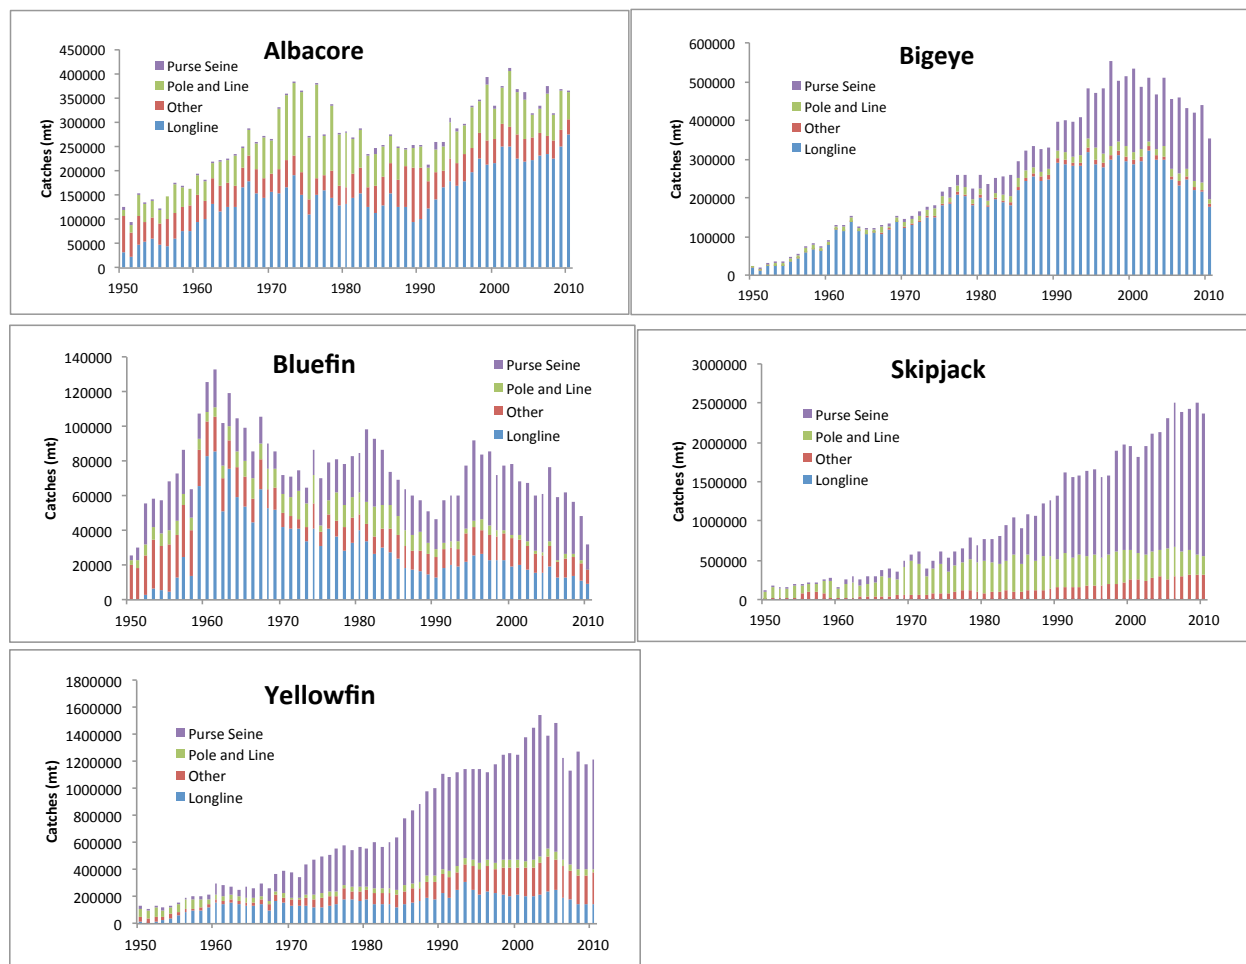 Albacore
450000
400000
350000
300000
250000
200000
150000
100000
50000
0
Catches (mt)
Purse Seine
Pole and Line
Other
Longline
1950 1960 1970 1980 1990 2000 2010
Bigeye
600000
500000
400000
300000
200000
100000
0
Catches (mt)
Purse Seine
Pole and Line
Other
Longline
1950 1960 1970 1980 1990 2000 2010
Bluefin
140000
120000
100000
80000
60000
40000
20000
0
Catches (mt)
Purse Seine
Pole and Line
Other
Longline
1950 1960 1970 1980 1990 2000 2010
Skipjack
3000000
2500000
2000000
1500000
1000000
500000
0
Catches (mt)
Purse Seine
Pole and Line
Other
Longline
1950 1960 1970 1980 1990 2000 2010
Yellowfin
1800000
1600000
1400000
1200000
1000000
800000
600000
400000
200000
0
Catches (mt)
Purse Seine
Pole and Line
Other
Longline
1950 1960 1970 1980 1990 2000 2010